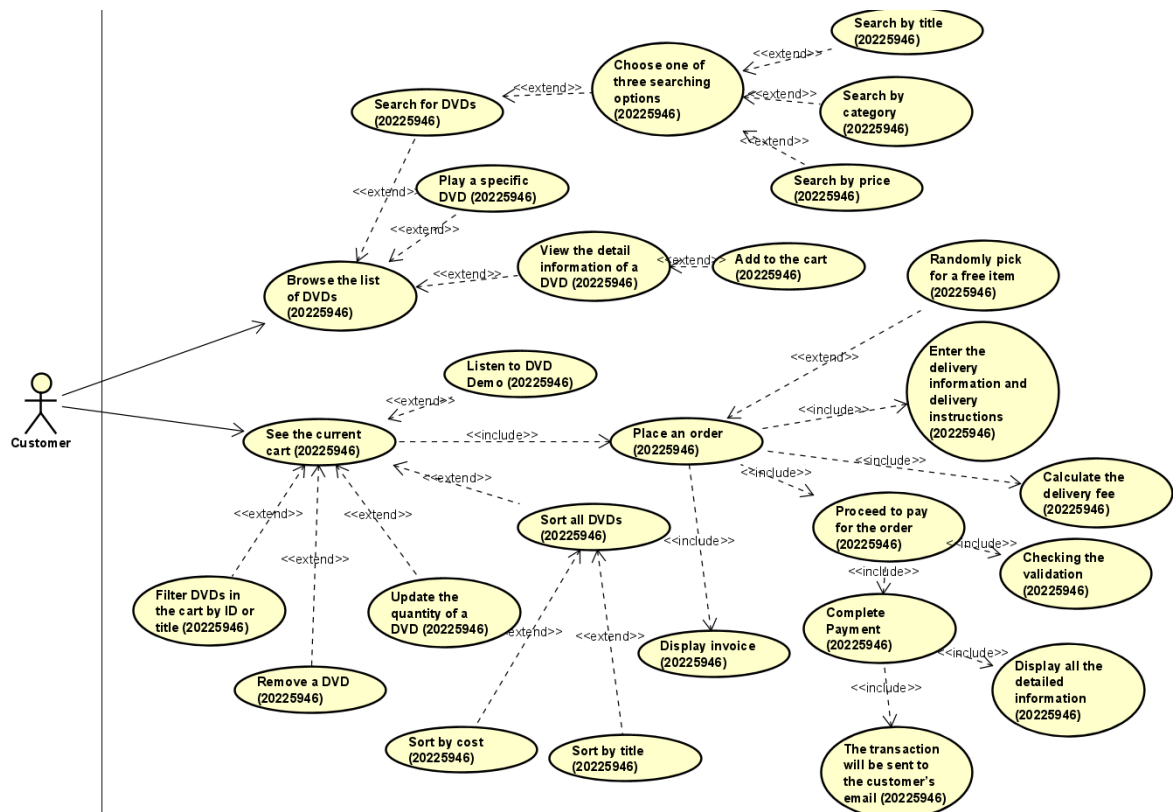 Search by title
(20225946)
<<extend>>
Choose one of
three searching
options
(20225946)
<<extend>>
Search for DVDs
(20225946)
<<extend>>
Search by
category
(20225946)
<<extend>>
Search by price
(20225946)
<<extend>>
Play a specific
DVD (20225946)
<<extend>>
View the detail
information of a
DVD (20225946)
<<extend>>
Add to the cart
(20225946)
<<extend>>
Browse the list
of DVDs
(20225946)
Randomly pick
for a free item
(20225946)
<<extend>>
Customer
Listen to DVD
Demo (20225946)
<<extend>>
See the current
cart (20225946)
<<include>>
Place an order
(20225946)
<<include>>
Enter the
delivery
information and
delivery
instructions
(20225946)
<<include>>
Calculate the
delivery fee
(20225946)
<<include>>
Proceed to pay
for the order
(20225946)
<<include>>
Checking the
validation
(20225946)
<<extend>>
Sort all DVDs
(20225946)
<<extend>>
<<extend>>
<<extend>>
<<include>>
Filter DVDs in
the cart by ID or
title (20225946)
Update the
quantity of a
DVD (20225946)
Remove a DVD
(20225946)
<<extend>>
<<extend>>
Sort by cost
(20225946)
Sort by title
(20225946)
Display invoice
(20225946)
<<include>>
Complete
Payment
(20225946)
<<include>>
Display all the
detailed
information
(20225946)
<<include>>
The transaction
will be sent to
the customer's
email (20225946)